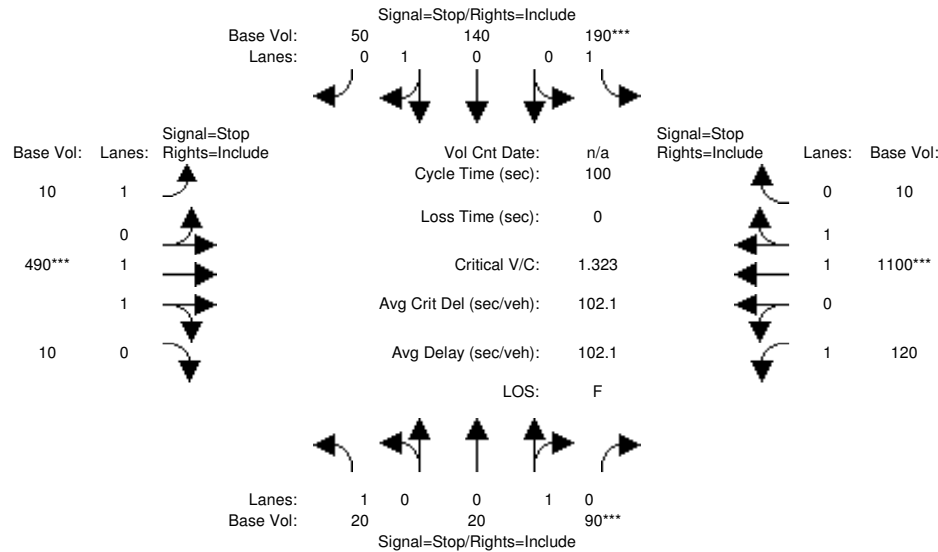 Signal=Stop/Rights=Include
Base Vol: 50 140 190***
Lanes: 0 1 0 0 1
Signal=Stop Signal=Stop
Base Vol: Lanes: Rights=Include Vol Cnt Date: n/a Rights=Include Lanes: Base Vol:
Cycle Time (sec): 100
10 1 0 10
Loss Time (sec): 0
0 1
490*** 1 Critical V/C: 1.323 1 1100***
1 Avg Crit Del (sec/veh): 102.1 0
10 0 Avg Delay (sec/veh): 102.1 1 120
LOS: F
Lanes: 1 0 0 1 0
Base Vol: 20 20 90***
Signal=Stop/Rights=Include